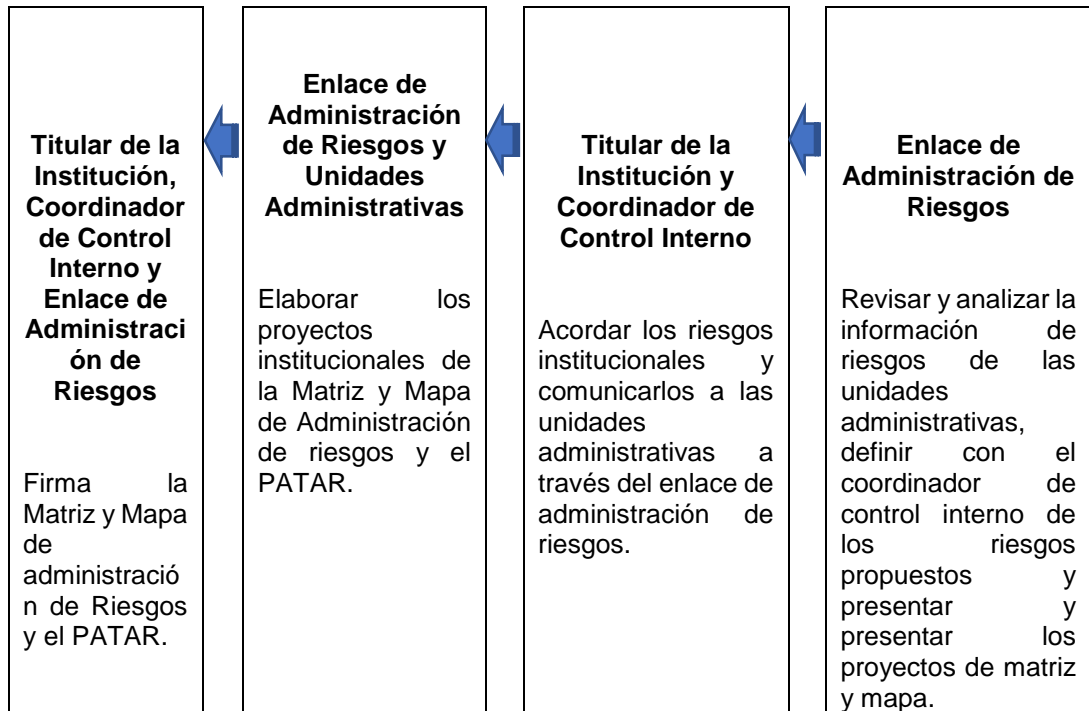 Titular de la
Institución,
Coordinador
de Control
Interno y
Enlace de
Administraci
ón de
Riesgos
Firma la
Matriz y Mapa
de
administració
n de Riesgos
y el PATAR.
Enlace de
Administración
de Riesgos y
Unidades
Administrativas
Elaborar los
proyectos
institucionales de
la Matriz y Mapa
de Administración
de riesgos y el
PATAR.
Titular de la
Institución y
Coordinador de
Control Interno
Acordar los riesgos
institucionales y
comunicarlos a las
unidades
administrativas a
través del enlace de
administración de
riesgos.
Enlace de
Administración de
Riesgos
Revisar y analizar la
información de
riesgos de las
unidades
administrativas,
definir con el
coordinador de
control interno de
los riesgos
propuestos y
presentar y
presentar los
proyectos de matriz
y mapa.